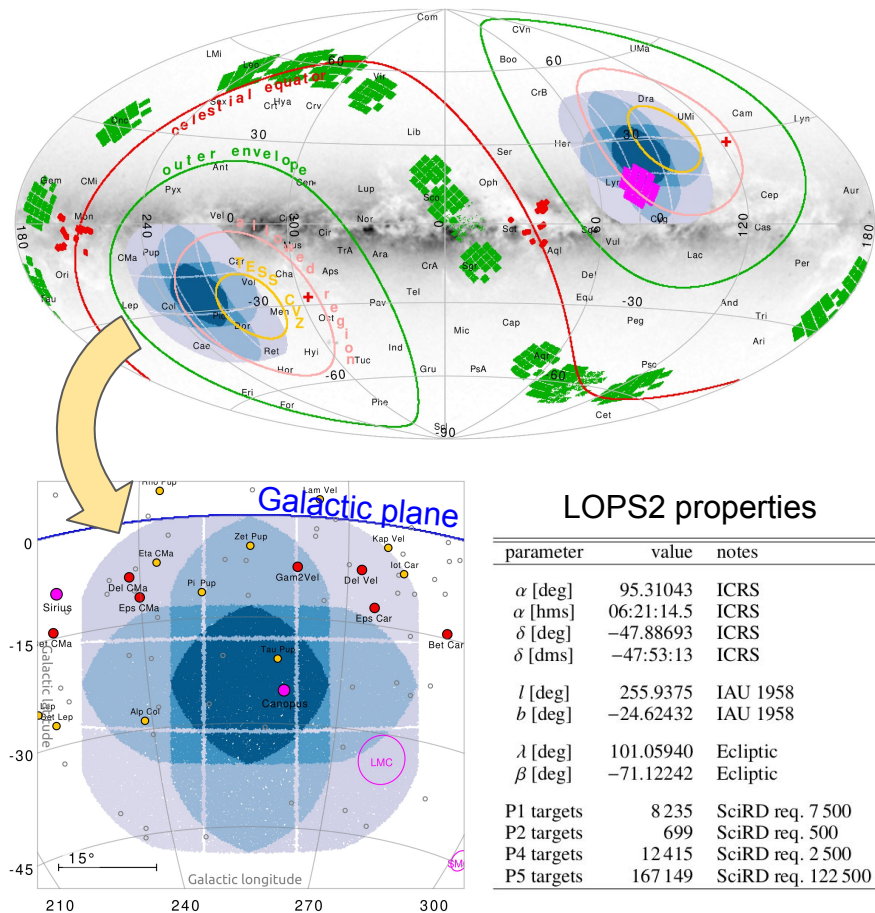 Com
CVn
LMi
Leo
60
Boo
60
UMa
Vir
Sex
Crt
Hya
Crv
celestial equator
CrB
Dra
UMi
Cam
Lyn
Cnc
30
Lib
Ser
Her
30
outer envelope
Ant
Gem
CMi
Pyx
Cen
Lup
Oph
Lyr
Cep
Aur
Sco
Mon
240
Vel
0
300
Nor
0
Sct
60
Cyg
120
Cas
180
Cir
Mus
tilted region
180
Ori
CMa
Pup
Car
TrA
Ara
CrA
Sgr
Aql
Vul
Lac
Per
TESS CVZ
Vol
Cha
Aps
Del
Tau
Lep
Col
Pic
-30
Men
Oct
Pav
Tel
Equ
-30
And
Dor
Mic
Cap
Peg
Tri
Cae
Ret
Hyi
Tuc
Ind
Ari
Hor
-60
Gru
PsA
Aqr
-60
Psc
Eri
For
Phe
Scl
-90
Cet
Rho Pup
Lam Vel
Galactic plane
LOPS2 properties
0
Zet Pup
Kap Vel
Eta CMa
Iot Car
Del CMa
Gam2Vel
Del Vel
Sirius
Eps CMa
Pi Pup
Eps Car
-15
Bet Car
Tau Pup
Galactic latitude
Canopus
Alp Col
-30
LMC
-45
15°
Galactic longitude
210
240
270
300
parameter value notes
α [deg] 95.31043 ICRS
α [hms] 06:21:14.5 ICRS
δ [deg] −47.88693 ICRS
δ [dms] −47:53:13 ICRS
l [deg] 255.9375 IAU 1958
b [deg] −24.62432 IAU 1958
λ [deg] 101.05940 Ecliptic
β [deg] −71.12242 Ecliptic
P1 targets 8 235 SciRD req. 7 500
P2 targets 699 SciRD req. 500
P4 targets 12 415 SciRD req. 2 500
P5 targets 167 149 SciRD req. 122 500